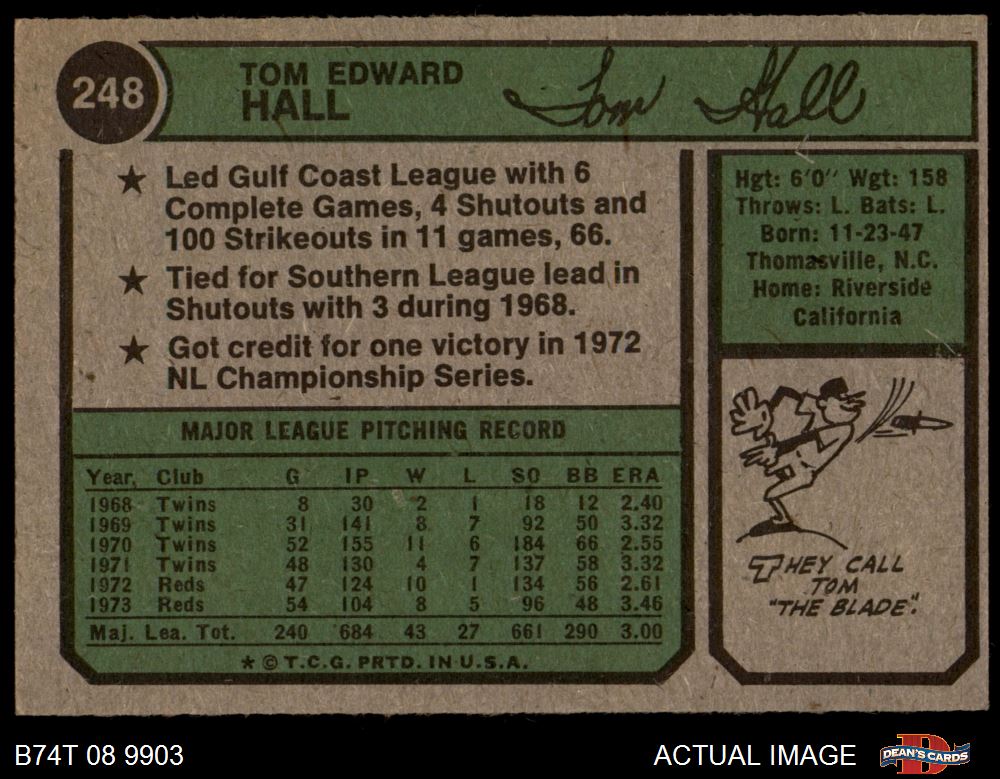 248
TOM EDWARD
HALL
Tom Hall
★ Led Gulf Coast League with 6
Complete Games, 4 Shutouts and
100 Strikeouts in 11 games, 66.
★ Tied for Southern League lead in
Shutouts with 3 during 1968.
★ Got credit for one victory in 1972
NL Championship Series.
MAJOR LEAGUE PITCHING RECORD
Year, Club G IP W L SO BB ERA
1968 Twins 8 30 2 1 18 12 2.40
1969 Twins 31 141 8 7 92 50 3.32
1970 Twins 52 155 11 6 184 66 2.55
1971 Twins 48 130 4 7 137 58 3.32
1972 Reds 47 124 10 1 134 56 2.61
1973 Reds 54 104 8 5 96 48 3.46
Maj. Lea. Tot. 240 684 43 27 661 290 3.00
★ © T.C.G. PRTD. IN U.S.A.
Hgt: 6'0" Wgt: 158
Throws: L. Bats: L.
Born: 11-23-47
Thomasville, N.C.
Home: Riverside
California
THEY CALL
TOM
"THE BLADE".
B74T 08 9903
ACTUAL IMAGE
DEAN'S CARDS